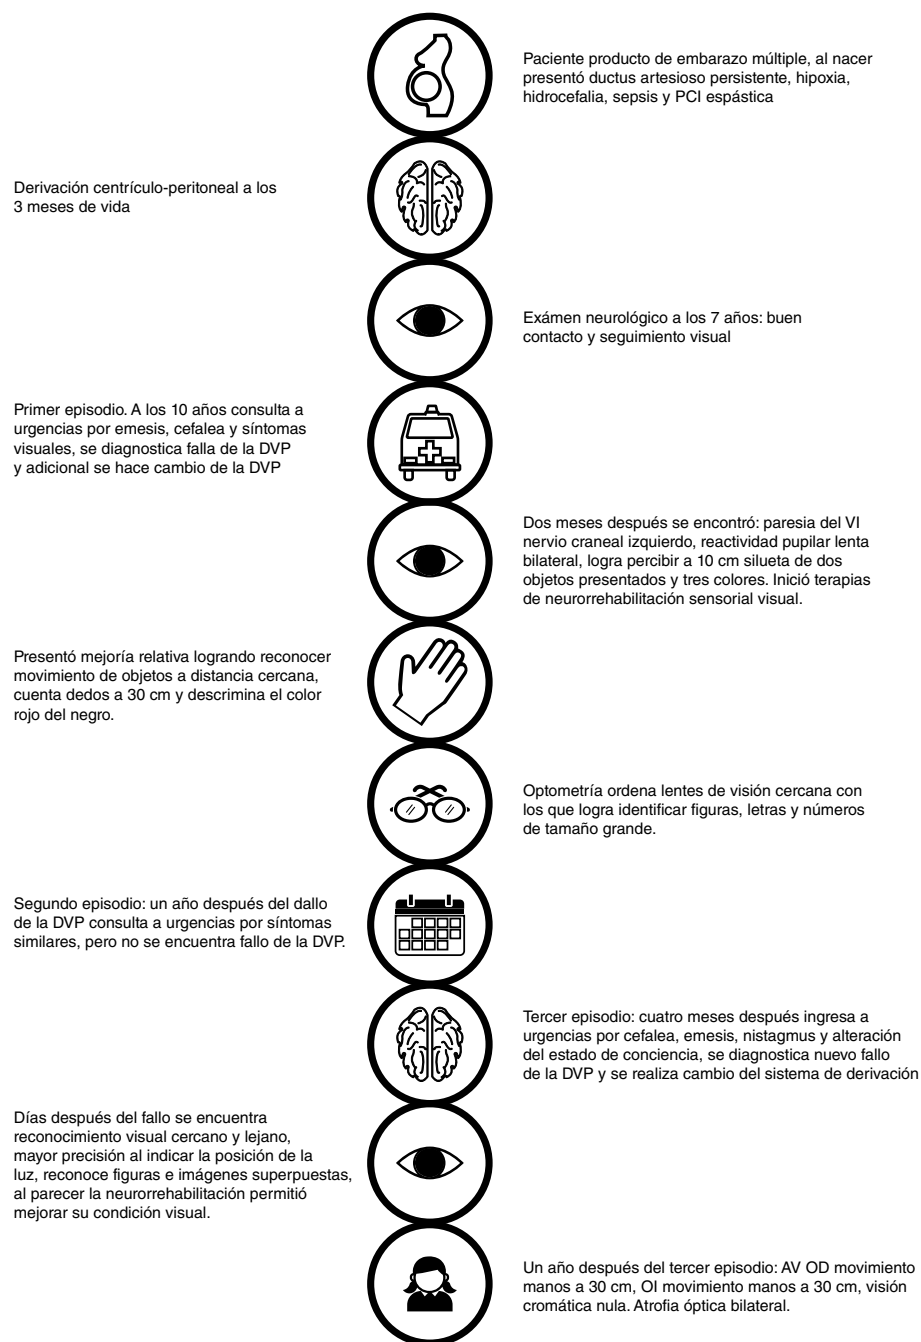 Paciente producto de embarazo múltiple, al nacer
presentó ductus artesioso persistente, hipoxia,
hidrocefalia, sepsis y PCI espástica
Derivación centrículo-peritoneal a los
3 meses de vida
Exámen neurológico a los 7 años: buen
contacto y seguimiento visual
Primer episodio. A los 10 años consulta a
urgencias por emesis, cefalea y síntomas
visuales, se diagnostica falla de la DVP
y adicional se hace cambio de la DVP
Dos meses después se encontró: paresia del VI
nervio craneal izquierdo, reactividad pupilar lenta
bilateral, logra percibir a 10 cm silueta de dos
objetos presentados y tres colores. Inició terapias
de neurorrehabilitación sensorial visual.
Presentó mejoría relativa logrando reconocer
movimiento de objetos a distancia cercana,
cuenta dedos a 30 cm y descrimina el color
rojo del negro.
Optometría ordena lentes de visión cercana con
los que logra identificar figuras, letras y números
de tamaño grande.
Segundo episodio: un año después del dallo
de la DVP consulta a urgencias por síntomas
similares, pero no se encuentra fallo de la DVP.
Tercer episodio: cuatro meses después ingresa a
urgencias por cefalea, emesis, nistagmus y alteración
del estado de conciencia, se diagnostica nuevo fallo
de la DVP y se realiza cambio del sistema de derivación
Días después del fallo se encuentra
reconocimiento visual cercano y lejano,
mayor precisión al indicar la posición de la
luz, reconoce figuras e imágenes superpuestas,
al parecer la neurorrehabilitación permitió
mejorar su condición visual.
Un año después del tercer episodio: AV OD movimiento
manos a 30 cm, OI movimiento manos a 30 cm, visión
cromática nula. Atrofia óptica bilateral.